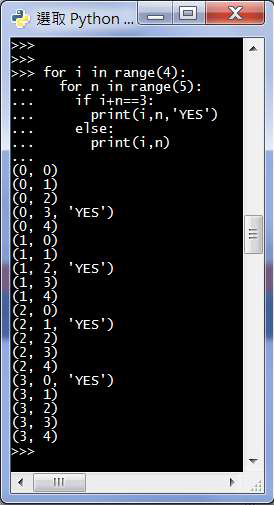 選取 Python ...
>>>
>>>
>>> for i in range(4):
...   for n in range(5):
...     if i+n==3:
...       print(i,n,'YES')
...     else:
...       print(i,n)
...
(0, 0)
(0, 1)
(0, 2)
(0, 3, 'YES')
(0, 4)
(1, 0)
(1, 1)
(1, 2, 'YES')
(1, 3)
(1, 4)
(2, 0)
(2, 1, 'YES')
(2, 2)
(2, 3)
(2, 4)
(3, 0, 'YES')
(3, 1)
(3, 2)
(3, 3)
(3, 4)
>>>